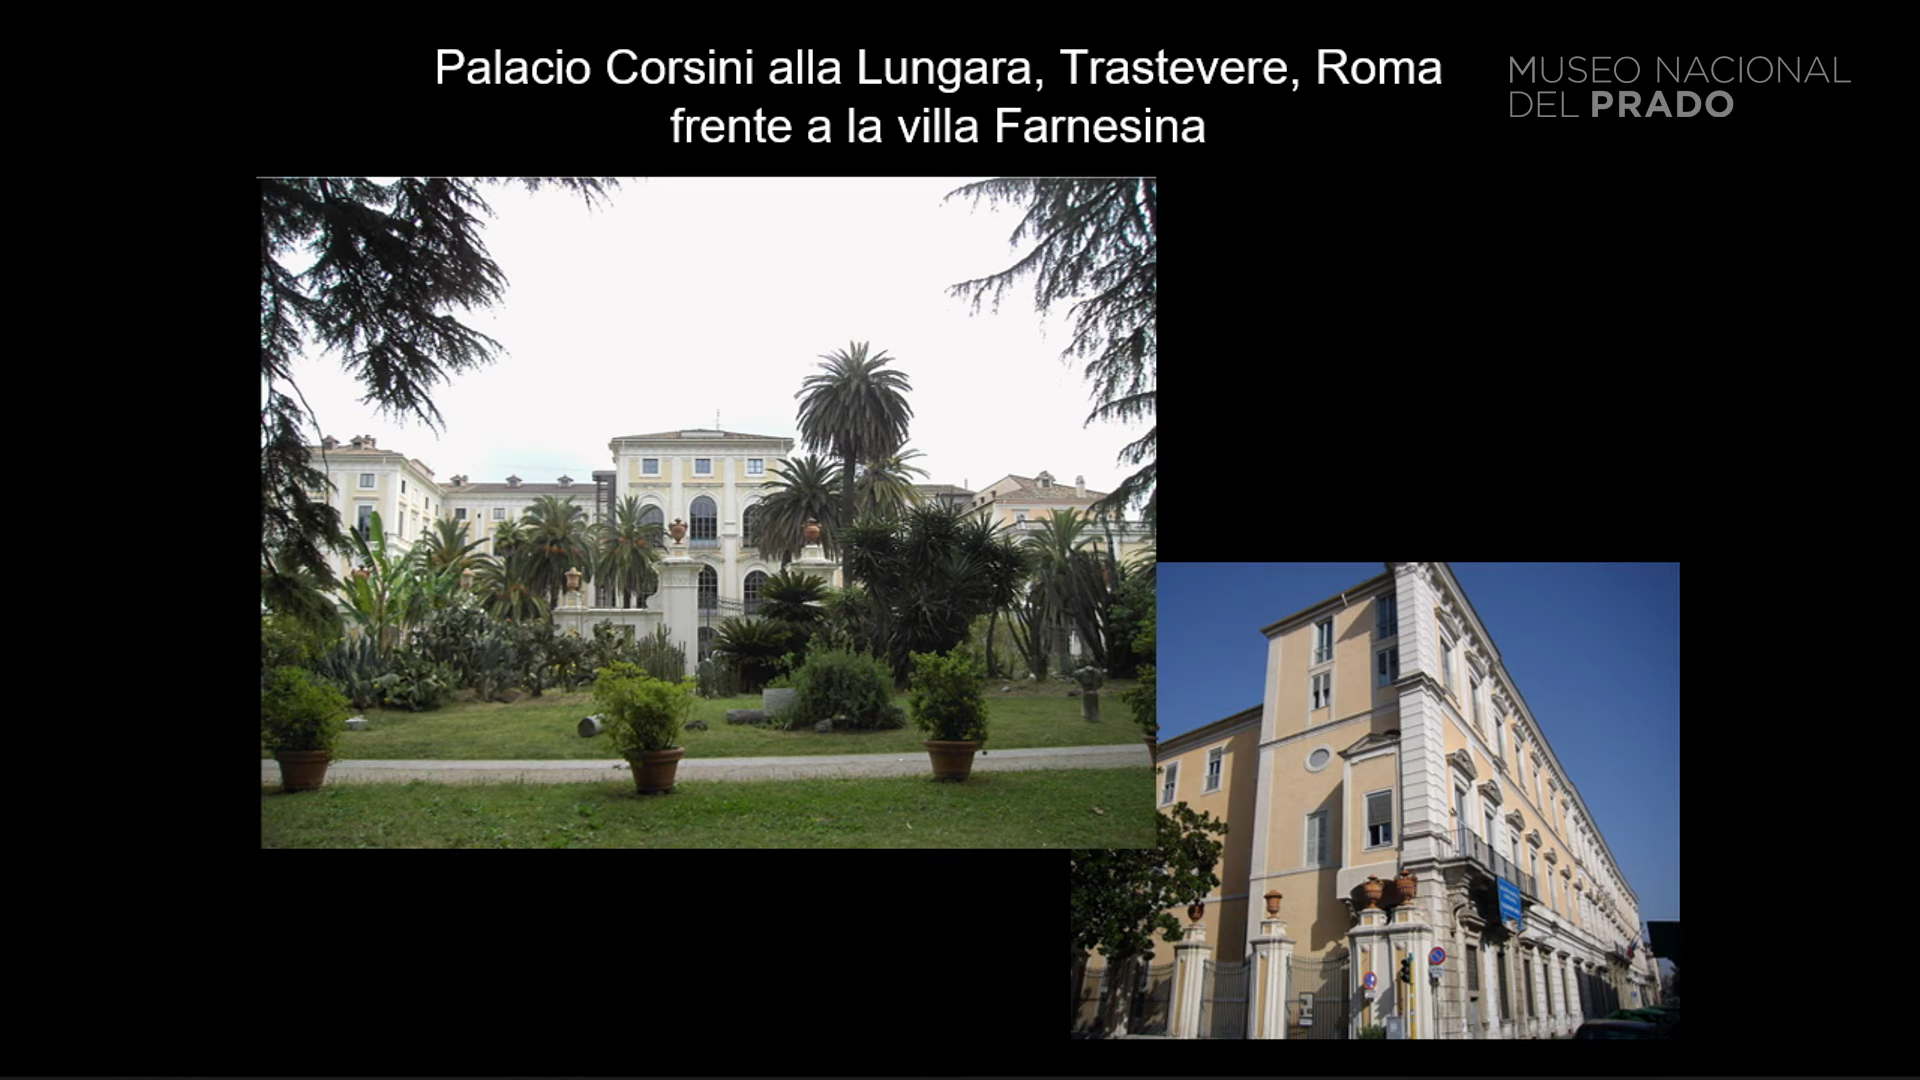 Palacio Corsini alla Lungara, Trastevere, Roma
frente a la villa Farnesina
MUSEO NACIONAL
DEL PRADO